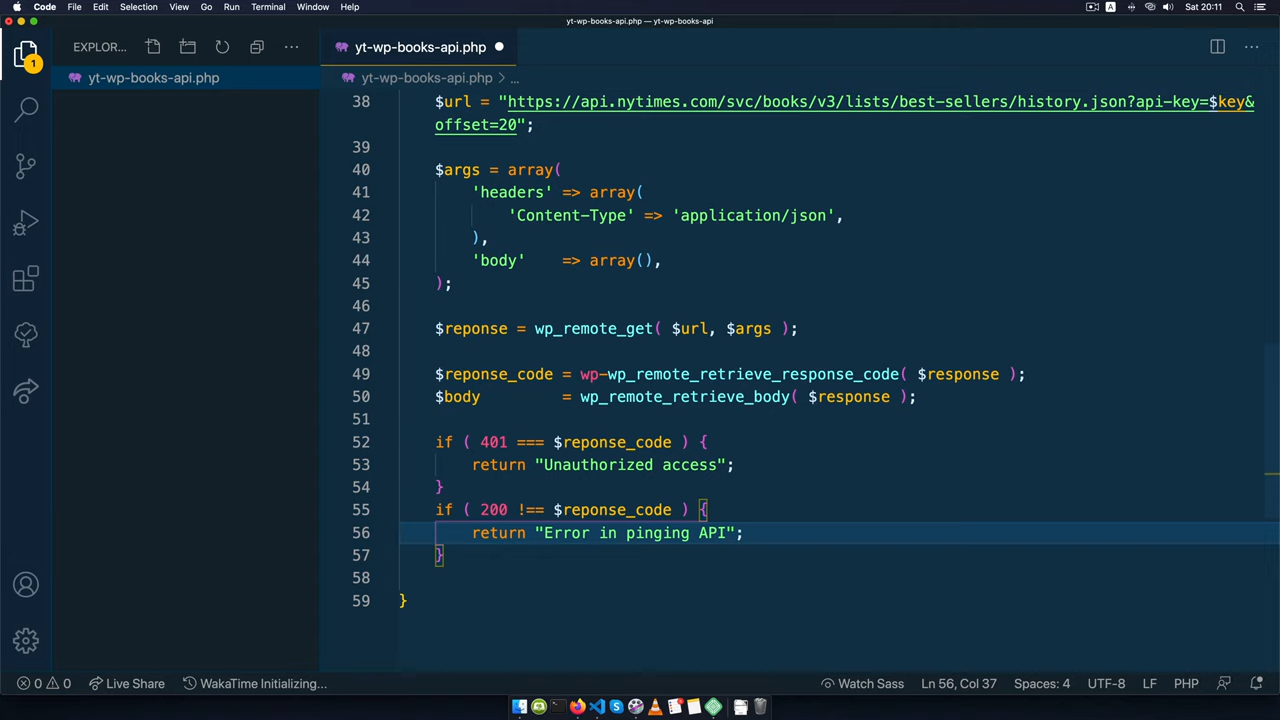 Code File Edit Selection View Go Run Terminal Window Help A Sat 20:11
yt-wp-books-api.php — yt-wp-books-api
EXPLOR... yt-wp-books-api.php
1 yt-wp-books-api.php yt-wp-books-api.php > ...
38 $url = "https://api.nytimes.com/svc/books/v3/lists/best-sellers/history.json?api-key=$key&
offset=20";
39
40 $args = array(
41 'headers' => array(
42 'Content-Type' => 'application/json',
43 ),
44 'body' => array(),
45 );
46
47 $reponse = wp_remote_get( $url, $args );
48
49 $reponse_code = wp-wp_remote_retrieve_response_code( $response );
50 $body = wp_remote_retrieve_body( $response );
51
52 if ( 401 === $reponse_code ) {
53 return "Unauthorized access";
54 }
55 if ( 200 !== $reponse_code ) {
56 return "Error in pinging API";
57 }
58
59 }
0 0 Live Share WakaTime Initializing... Watch Sass Ln 56, Col 37 Spaces: 4 UTF-8 LF PHP